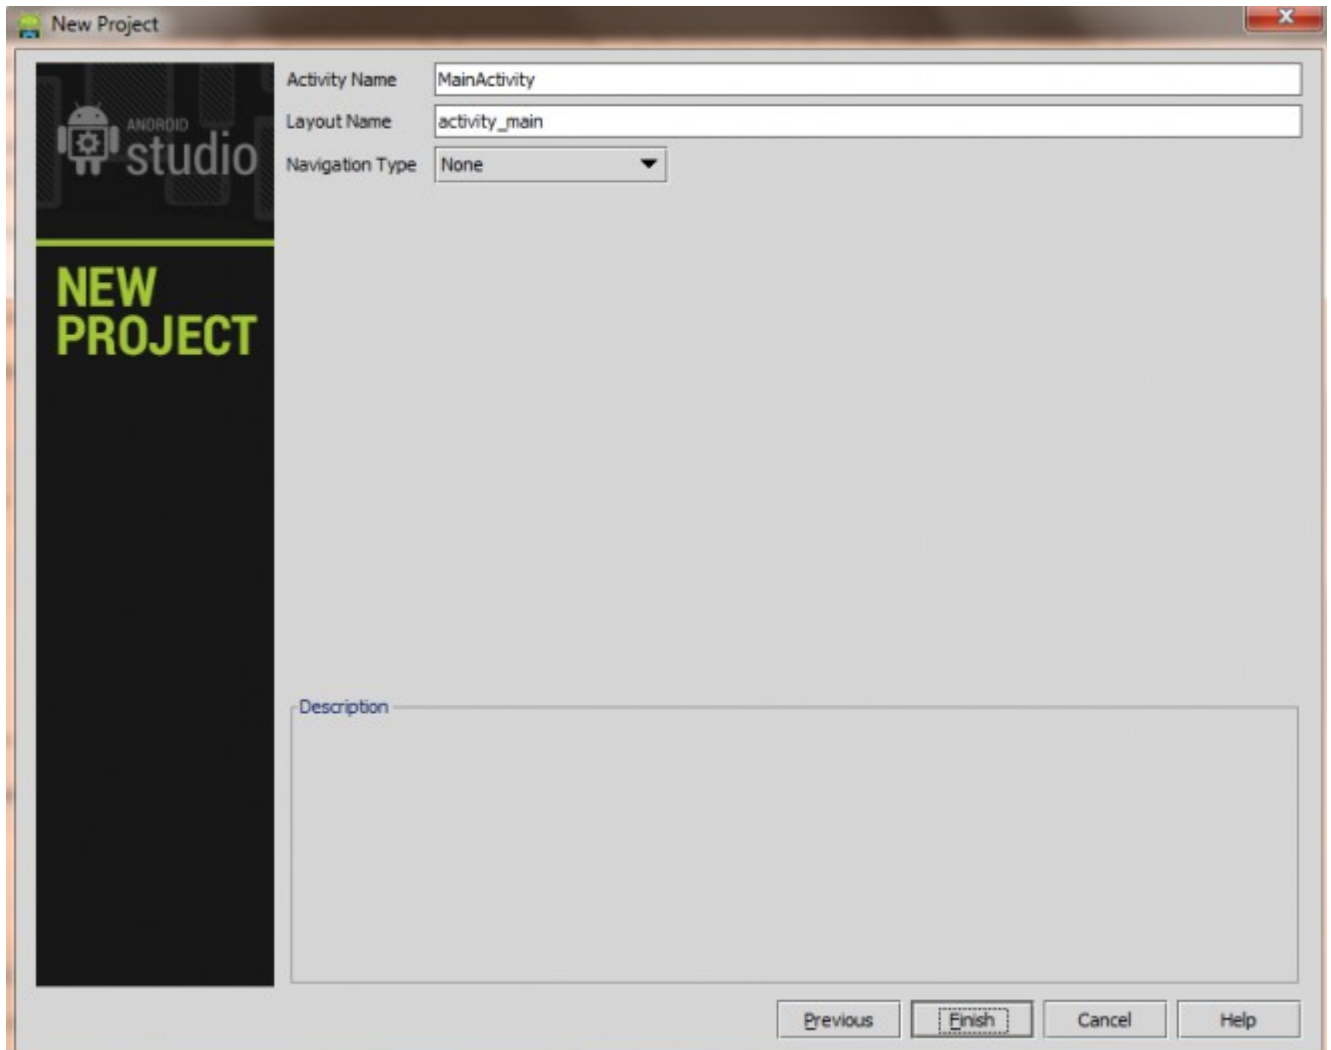 New Project
ANDROID
studio
NEW
PROJECT
Activity Name MainActivity
Layout Name activity_main
Navigation Type None
Description
Previous Finish Cancel Help